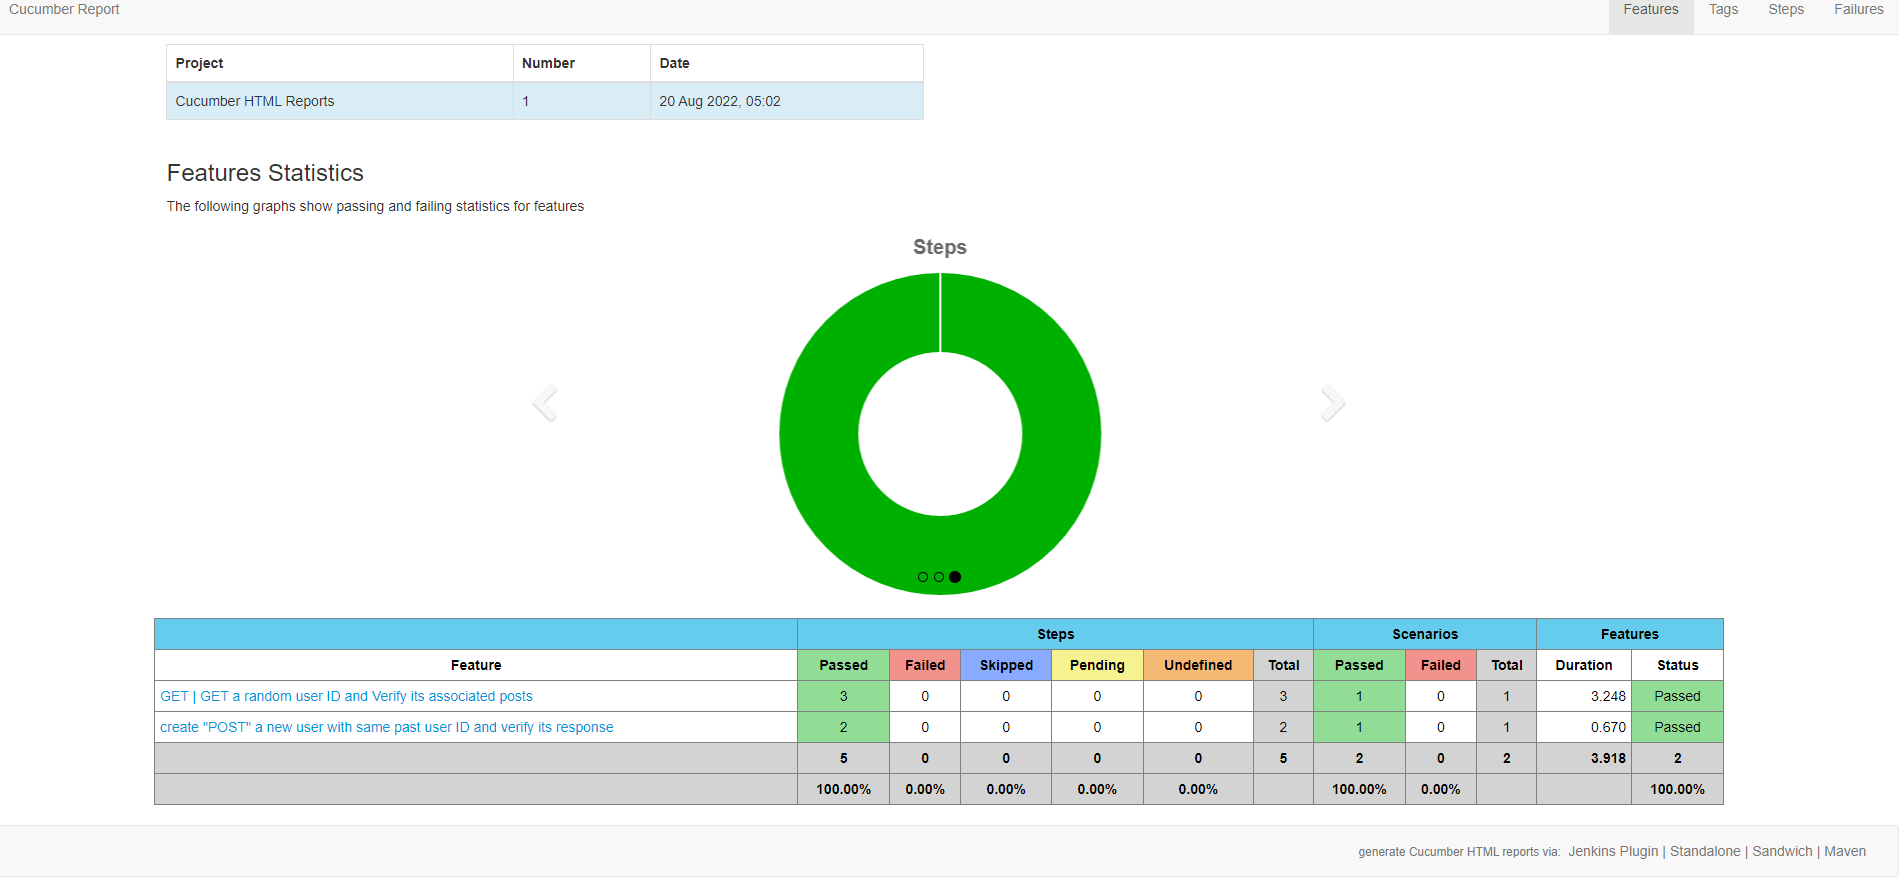 Cucumber Report Features Tags Steps Failures
Project Number Date
Cucumber HTML Reports 1 20 Aug 2022, 05:02
Features Statistics
The following graphs show passing and failing statistics for features
Steps
Steps Scenarios Features
Feature Passed Failed Skipped Pending Undefined Total Passed Failed Total Duration Status
GET | GET a random user ID and Verify its associated posts 3 0 0 0 0 3 1 0 1 3.248 Passed
create "POST" a new user with same past user ID and verify its response 2 0 0 0 0 2 1 0 1 0.670 Passed
5 0 0 0 0 5 2 0 2 3.918 2
100.00% 0.00% 0.00% 0.00% 0.00% 100.00% 0.00% 100.00%
generate Cucumber HTML reports via: Jenkins Plugin | Standalone | Sandwich | Maven